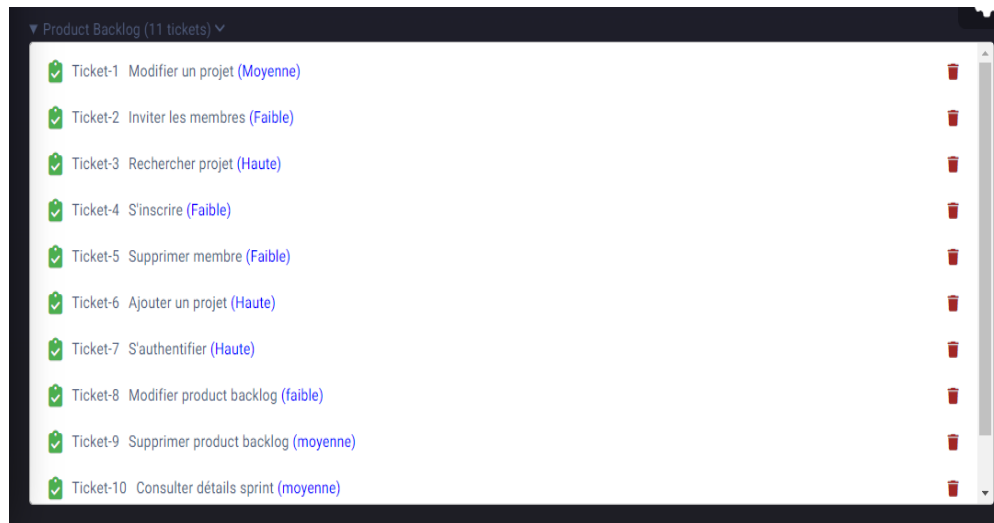 ▼ Product Backlog (11 tickets)
Ticket-1 Modifier un projet (Moyenne)
Ticket-2 Inviter les membres (Faible)
Ticket-3 Rechercher projet (Haute)
Ticket-4 S'inscrire (Faible)
Ticket-5 Supprimer membre (Faible)
Ticket-6 Ajouter un projet (Haute)
Ticket-7 S'authentifier (Haute)
Ticket-8 Modifier product backlog (faible)
Ticket-9 Supprimer product backlog (moyenne)
Ticket-10 Consulter détails sprint (moyenne)